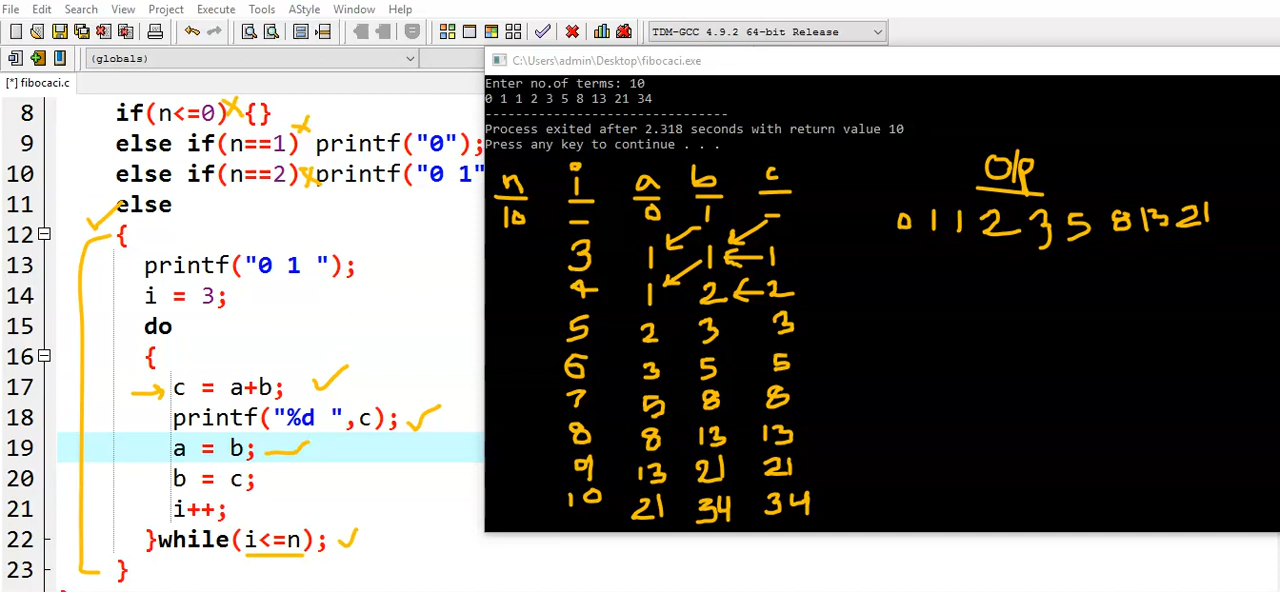 File Edit Search View Project Execute Tools AStyle Window Help
TDM-GCC 4.9.2 64-bit Release
(globals)
[*] fibocaci.c
8 if(n<=0) {}
9 else if(n==1) printf("0");
10 else if(n==2) printf("0 1"
11 else
12 {
13 printf("0 1 ");
14 i = 3;
15 do
16 {
17 c = a+b;
18 printf("%d ",c);
19 a = b;
20 b = c;
21 i++;
22 }while(i<=n);
23 }
C:\Users\admin\Desktop\fibocaci.exe
Enter no.of terms: 10
0 1 1 2 3 5 8 13 21 34
--------------------------------
Process exited after 2.318 seconds with return value 10
Press any key to continue . . .
n i a b c
10 - 0 1 -
3 1 1 1
4 1 2 2
5 2 3 3
6 3 5 5
7 5 8 8
8 8 13 13
9 13 21 21
10 21 34 34
O/p
0 1 1 2 3 5 8 13 21